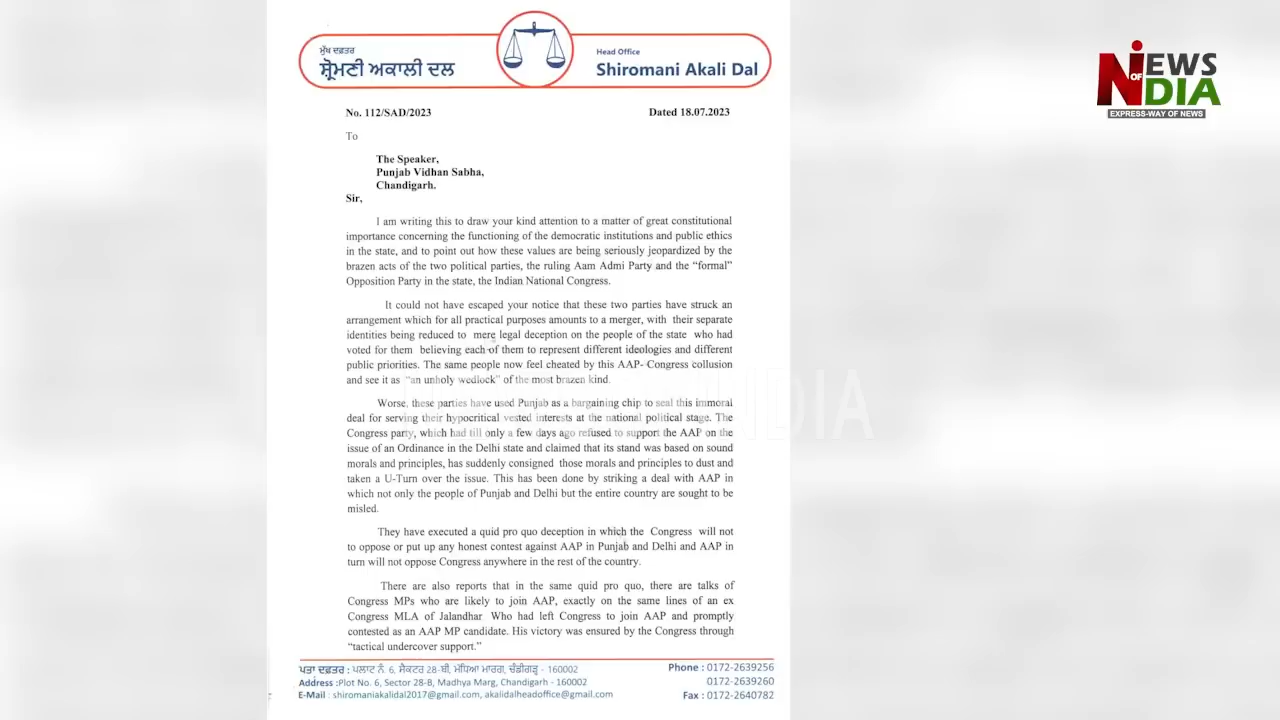 ਮੁੱਖ ਦਫ਼ਤਰ
ਸ਼੍ਰੋਮਣੀ ਅਕਾਲੀ ਦਲ
Head Office
Shiromani Akali Dal
NEWS
OF
INDIA
EXPRESS-WAY OF NEWS
No. 112/SAD/2023
Dated 18.07.2023
To
The Speaker,
Punjab Vidhan Sabha,
Chandigarh.
Sir,
I am writing this to draw your kind attention to a matter of great constitutional
importance concerning the functioning of the democratic institutions and public ethics
in the state, and to point out how these values are being seriously jeopardized by the
brazen acts of the two political parties, the ruling Aam Admi Party and the “formal”
Opposition Party in the state, the Indian National Congress.
It could not have escaped your notice that these two parties have struck an
arrangement which for all practical purposes amounts to a merger, with their separate
identities being reduced to mere legal deception on the people of the state who had
voted for them believing each of them to represent different ideologies and different
public priorities. The same people now feel cheated by this AAP- Congress collusion
and see it as “an unholy wedlock” of the most brazen kind.
Worse, these parties have used Punjab as a bargaining chip to seal this immoral
deal for serving their hypocritical vested interests at the national political stage. The
Congress party, which had till only a few days ago refused to support the AAP on the
issue of an Ordinance in the Delhi state and claimed that its stand was based on sound
morals and principles, has suddenly consigned those morals and principles to dust and
taken a U-Turn over the issue. This has been done by striking a deal with AAP in
which not only the people of Punjab and Delhi but the entire country are sought to be
misled.
They have executed a quid pro quo deception in which the Congress will not
to oppose or put up any honest contest against AAP in Punjab and Delhi and AAP in
turn will not oppose Congress anywhere in the rest of the country.
There are also reports that in the same quid pro quo, there are talks of
Congress MPs who are likely to join AAP, exactly on the same lines of an ex
Congress MLA of Jalandhar Who had left Congress to join AAP and promptly
contested as an AAP MP candidate. His victory was ensured by the Congress through
“tactical undercover support.”
ਪਤਾ ਦਫ਼ਤਰ : ਪਲਾਟ ਨੰ. 6, ਸੈਕਟਰ 28-ਬੀ, ਮੱਧਿਆ ਮਾਰਗ, ਚੰਡੀਗੜ੍ਹ - 160002
Address :Plot No. 6, Sector 28-B, Madhya Marg, Chandigarh - 160002
E-Mail : shiromaniakalidal2017@gmail.com, akalidalheadoffice@gmail.com
Phone : 0172-2639256
0172-2639260
Fax : 0172-2640782